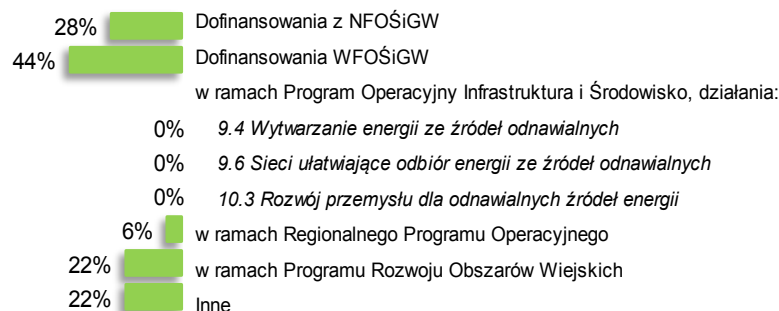 28% Dofinansowania z NFOŚiGW
44% Dofinansowania WFOŚiGW
w ramach Program Operacyjny Infrastruktura i Środowisko, działania:
0% 9.4 Wytwarzanie energii ze źródeł odnawialnych
0% 9.6 Sieci ułatwiające odbiór energii ze źródeł odnawialnych
0% 10.3 Rozwój przemysłu dla odnawialnych źródeł energii
6% w ramach Regionalnego Programu Operacyjnego
22% w ramach Programu Rozwoju Obszarów Wiejskich
22% Inne